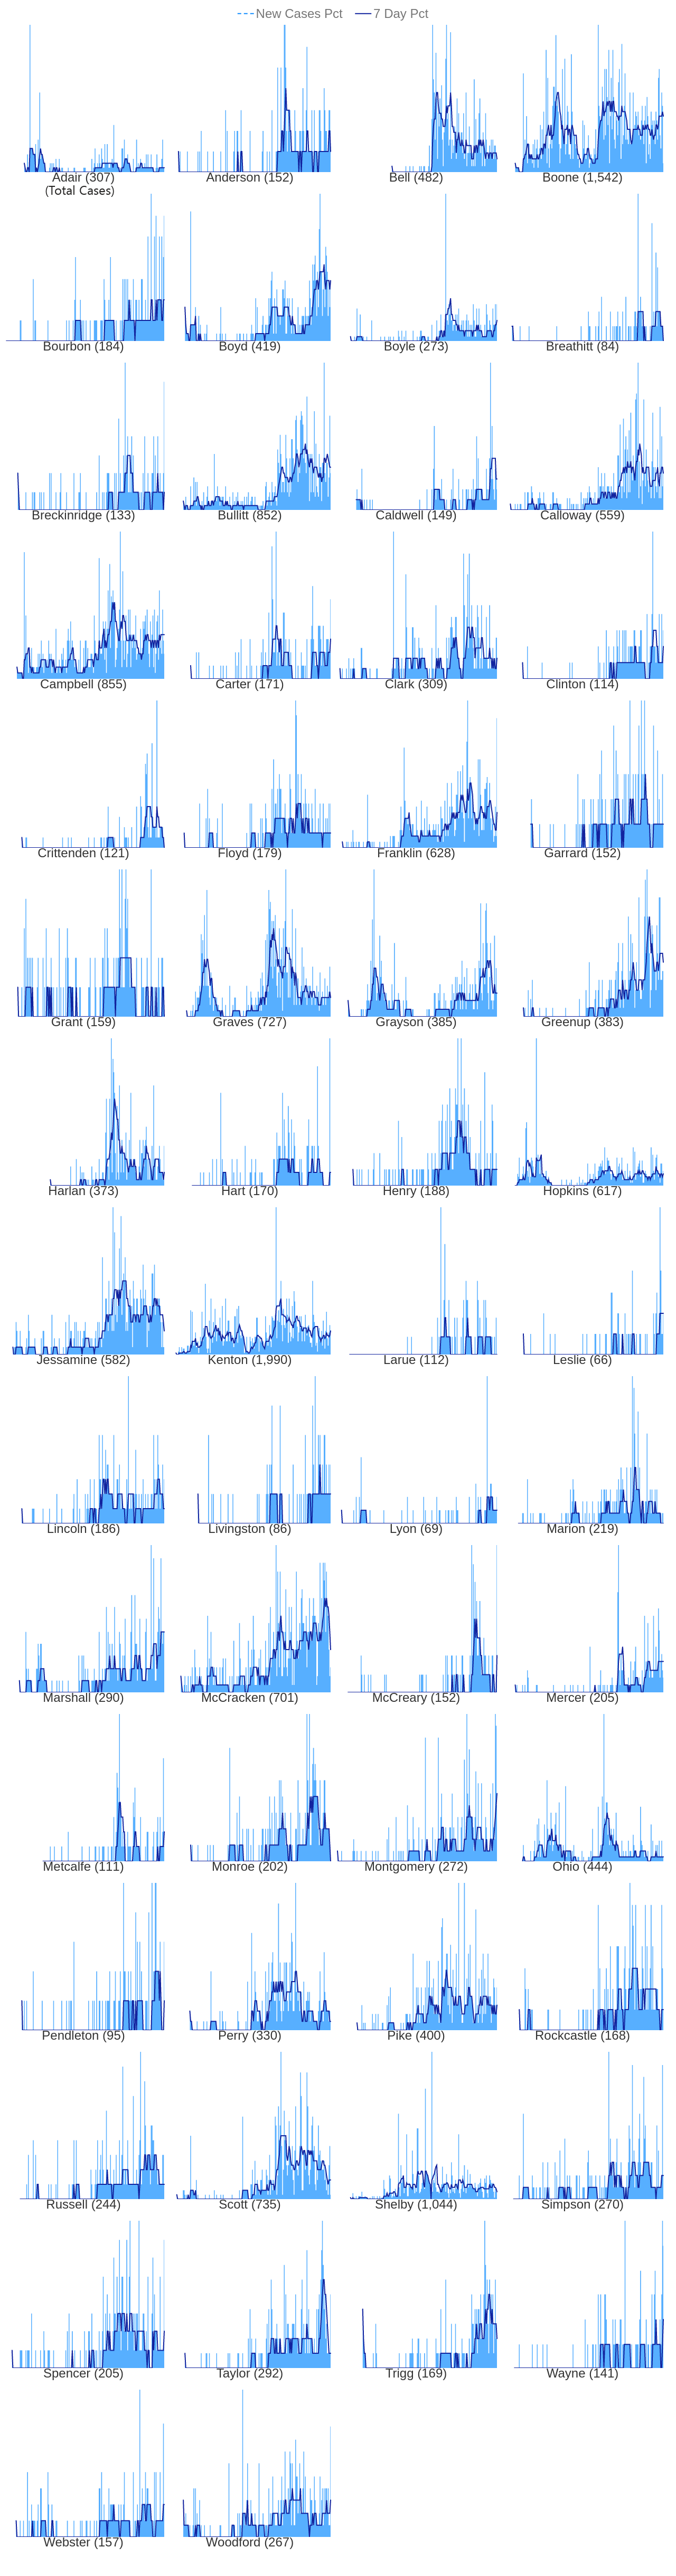 New Cases Pct 7 Day Pct
Adair (307) Anderson (152) Bell (482) Boone (1,542)
(Total Cases)
Bourbon (184) Boyd (419) Boyle (273) Breathitt (84)
Breckinridge (133) Bullitt (852) Caldwell (149) Calloway (559)
Campbell (855) Carter (171) Clark (309) Clinton (114)
Crittenden (121) Floyd (179) Franklin (628) Garrard (152)
Grant (159) Graves (727) Grayson (385) Greenup (383)
Harlan (373) Hart (170) Henry (188) Hopkins (617)
Jessamine (582) Kenton (1,990) Larue (112) Leslie (66)
Lincoln (186) Livingston (86) Lyon (69) Marion (219)
Marshall (290) McCracken (701) McCreary (152) Mercer (205)
Metcalfe (111) Monroe (202) Montgomery (272) Ohio (444)
Pendleton (95) Perry (330) Pike (400) Rockcastle (168)
Russell (244) Scott (735) Shelby (1,044) Simpson (270)
Spencer (205) Taylor (292) Trigg (169) Wayne (141)
Webster (157) Woodford (267)